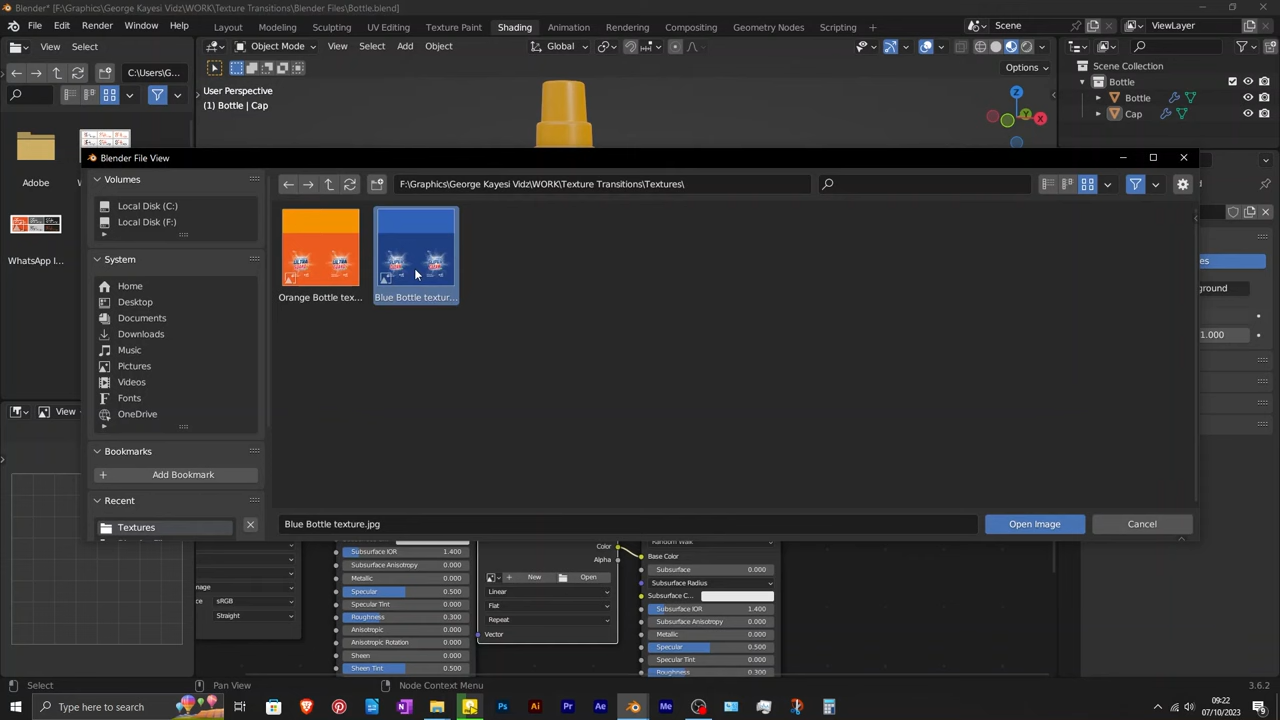 Blender* [F:\Graphics\George Kayesi Vidz\WORK\Texture Transitions\Blender Files\Bottle.blend]
File Edit Render Window Help
Layout Modeling Sculpting UV Editing Texture Paint Shading Animation Rendering Compositing Geometry Nodes Scripting
Scene ViewLayer
View Select
Object Mode View Select Add Object Global
C:\Users\G...
Options
User Perspective
(1) Bottle | Cap
Scene Collection
Bottle
Bottle
Cap
Adobe
WhatsApp I...
Blender File View
Volumes
F:\Graphics\George Kayesi Vidz\WORK\Texture Transitions\Textures\
Local Disk (C:)
Local Disk (F:)
System
Home
Desktop
Documents
Downloads
Music
Pictures
Videos
Fonts
OneDrive
Orange Bottle tex...
Blue Bottle textur...
1.000
View
Bookmarks
Add Bookmark
Recent
Textures
Blue Bottle texture.jpg
Open Image
Cancel
sRGB
Straight
Subsurface IOR 1.400
Subsurface Anisotropy 0.000
Metallic 0.000
Specular 0.500
Specular Tint 0.000
Roughness 0.300
Anisotropic 0.000
Anisotropic Rotation 0.000
Sheen 0.000
Sheen Tint 0.500
Color
Alpha
New Open
Linear
Flat
Repeat
Vector
Random Walk
Base Color
Subsurface 0.000
Subsurface Radius
Subsurface C...
Subsurface IOR 1.400
Subsurface Anisotropy 0.000
Metallic 0.000
Specular 0.500
Specular Tint 0.000
Roughness 0.300
Select Pan View Node Context Menu 3.6.2
Type here to search
09:22
07/10/2023